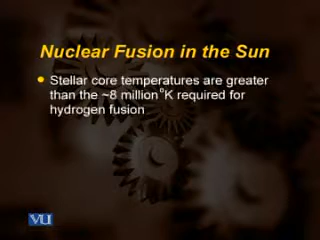 Nuclear Fusion in the Sun
Stellar core temperatures are greater
than the ~8 million °K required for
hydrogen fusion
VU